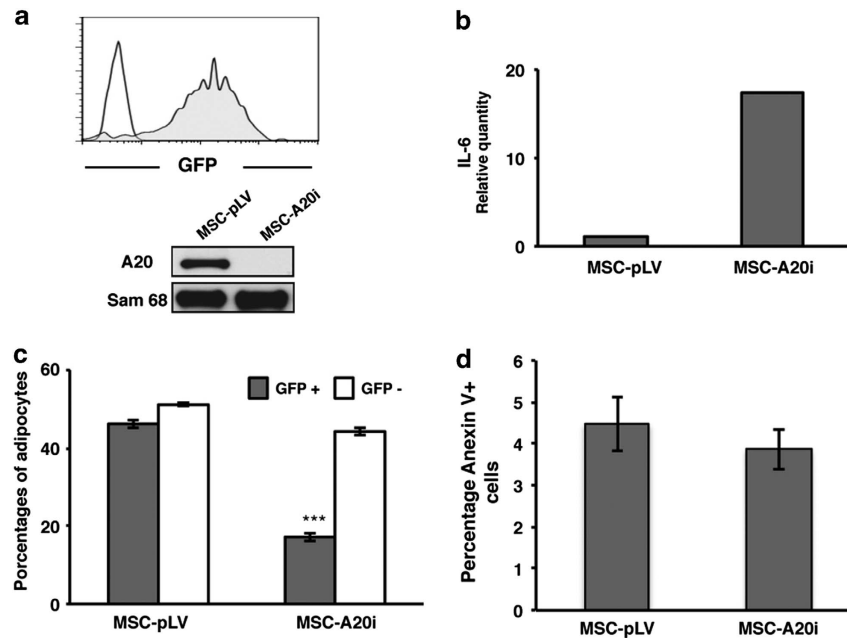 a
GFP
MSC-pLV
MSC-A20i
A20
Sam 68
b
20
10
0
IL-6
Relative quantity
MSC-pLV
MSC-A20i
c
60
40
20
0
Porcentages of adipocytes
GFP +
GFP -
***
MSC-pLV
MSC-A20i
d
6
5
4
3
2
1
0
Percentage Anexin V+
cells
MSC-pLV
MSC-A20i